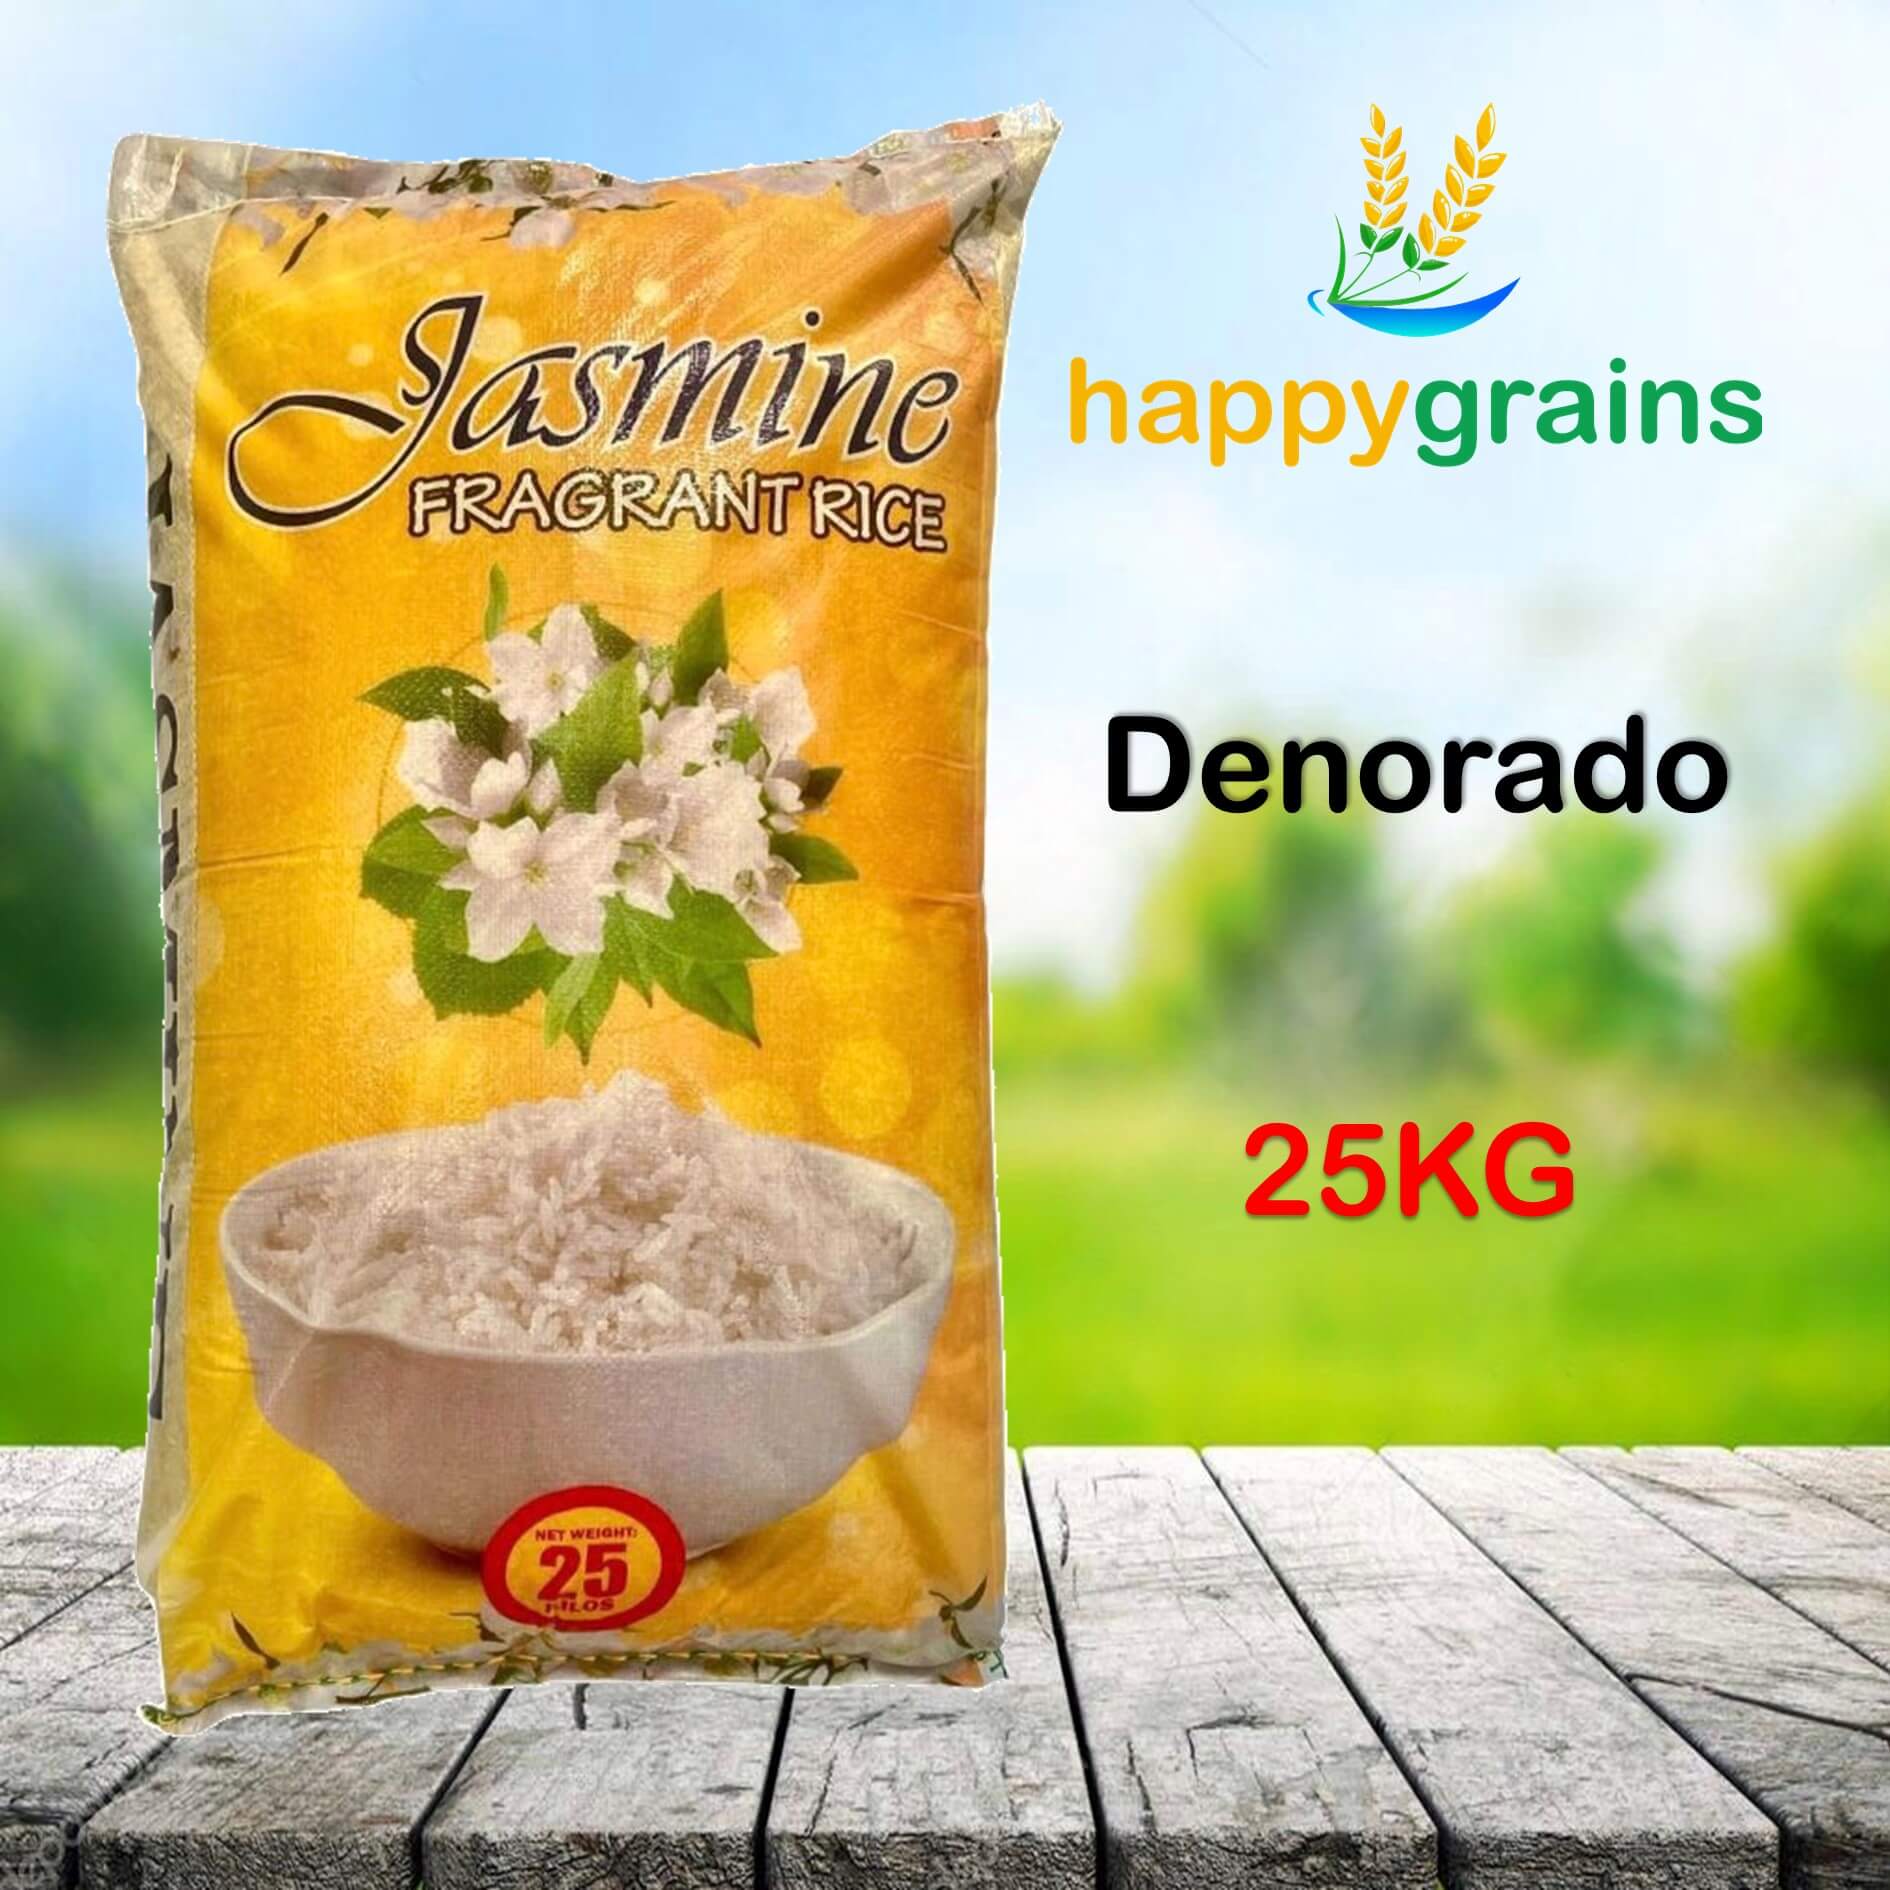 Jasmine
FRAGRANT RICE
NET WEIGHT:
25
KILOS
happygrains
Denorado
25KG